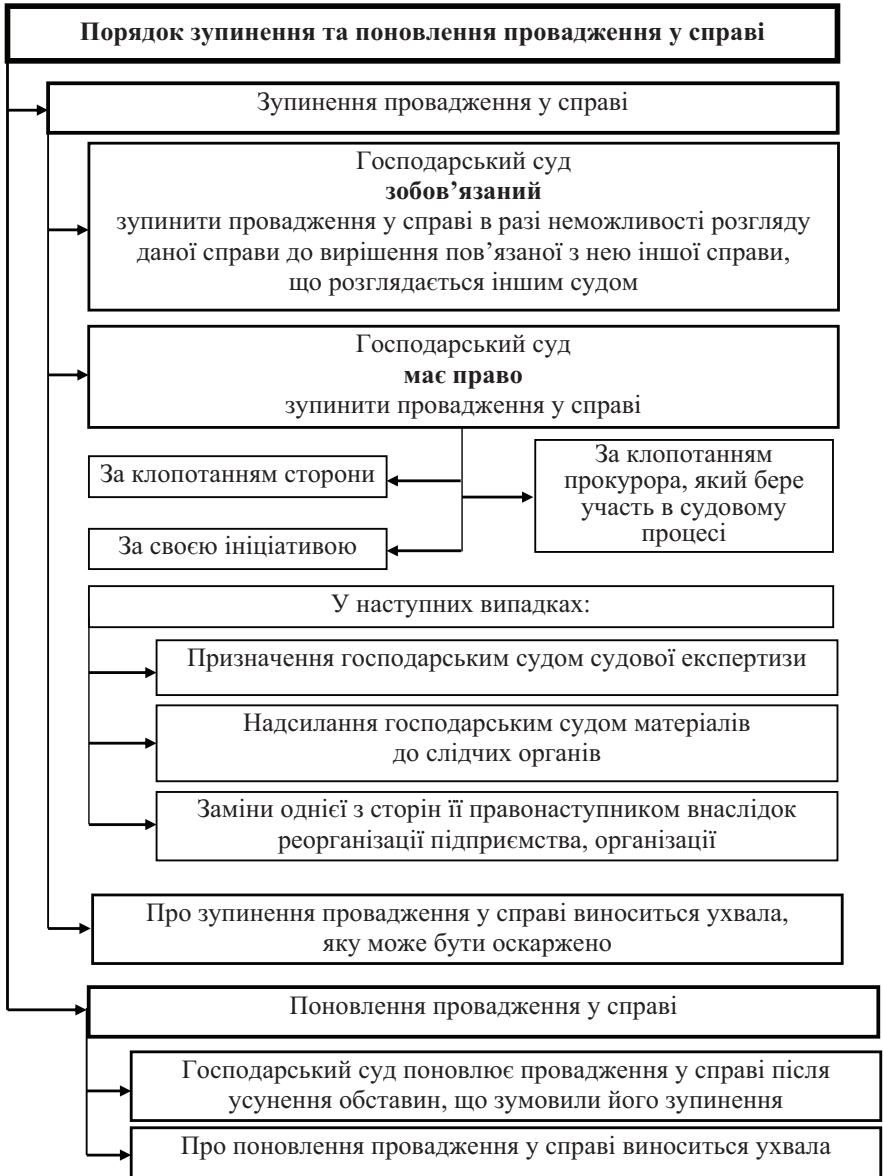 Порядок зупинення та поновлення провадження у справі
Зупинення провадження у справі
Господарський суд
зобов’язаний
зупинити провадження у справі в разі неможливості розгляду
даної справи до вирішення пов’язаної з нею іншої справи,
що розглядається іншим судом
Господарський суд
має право
зупинити провадження у справі
За клопотанням сторони
За клопотанням
прокурора, який бере
участь в судовому
процесі
За своєю ініціативою
У наступних випадках:
Призначення господарським судом судової експертизи
Надсилання господарським судом матеріалів
до слідчих органів
Заміни однієї з сторін її правонаступником внаслідок
реорганізації підприємства, організації
Про зупинення провадження у справі виноситься ухвала,
яку може бути оскаржено
Поновлення провадження у справі
Господарський суд поновлює провадження у справі після
усунення обставин, що зумовили його зупинення
Про поновлення провадження у справі виноситься ухвала